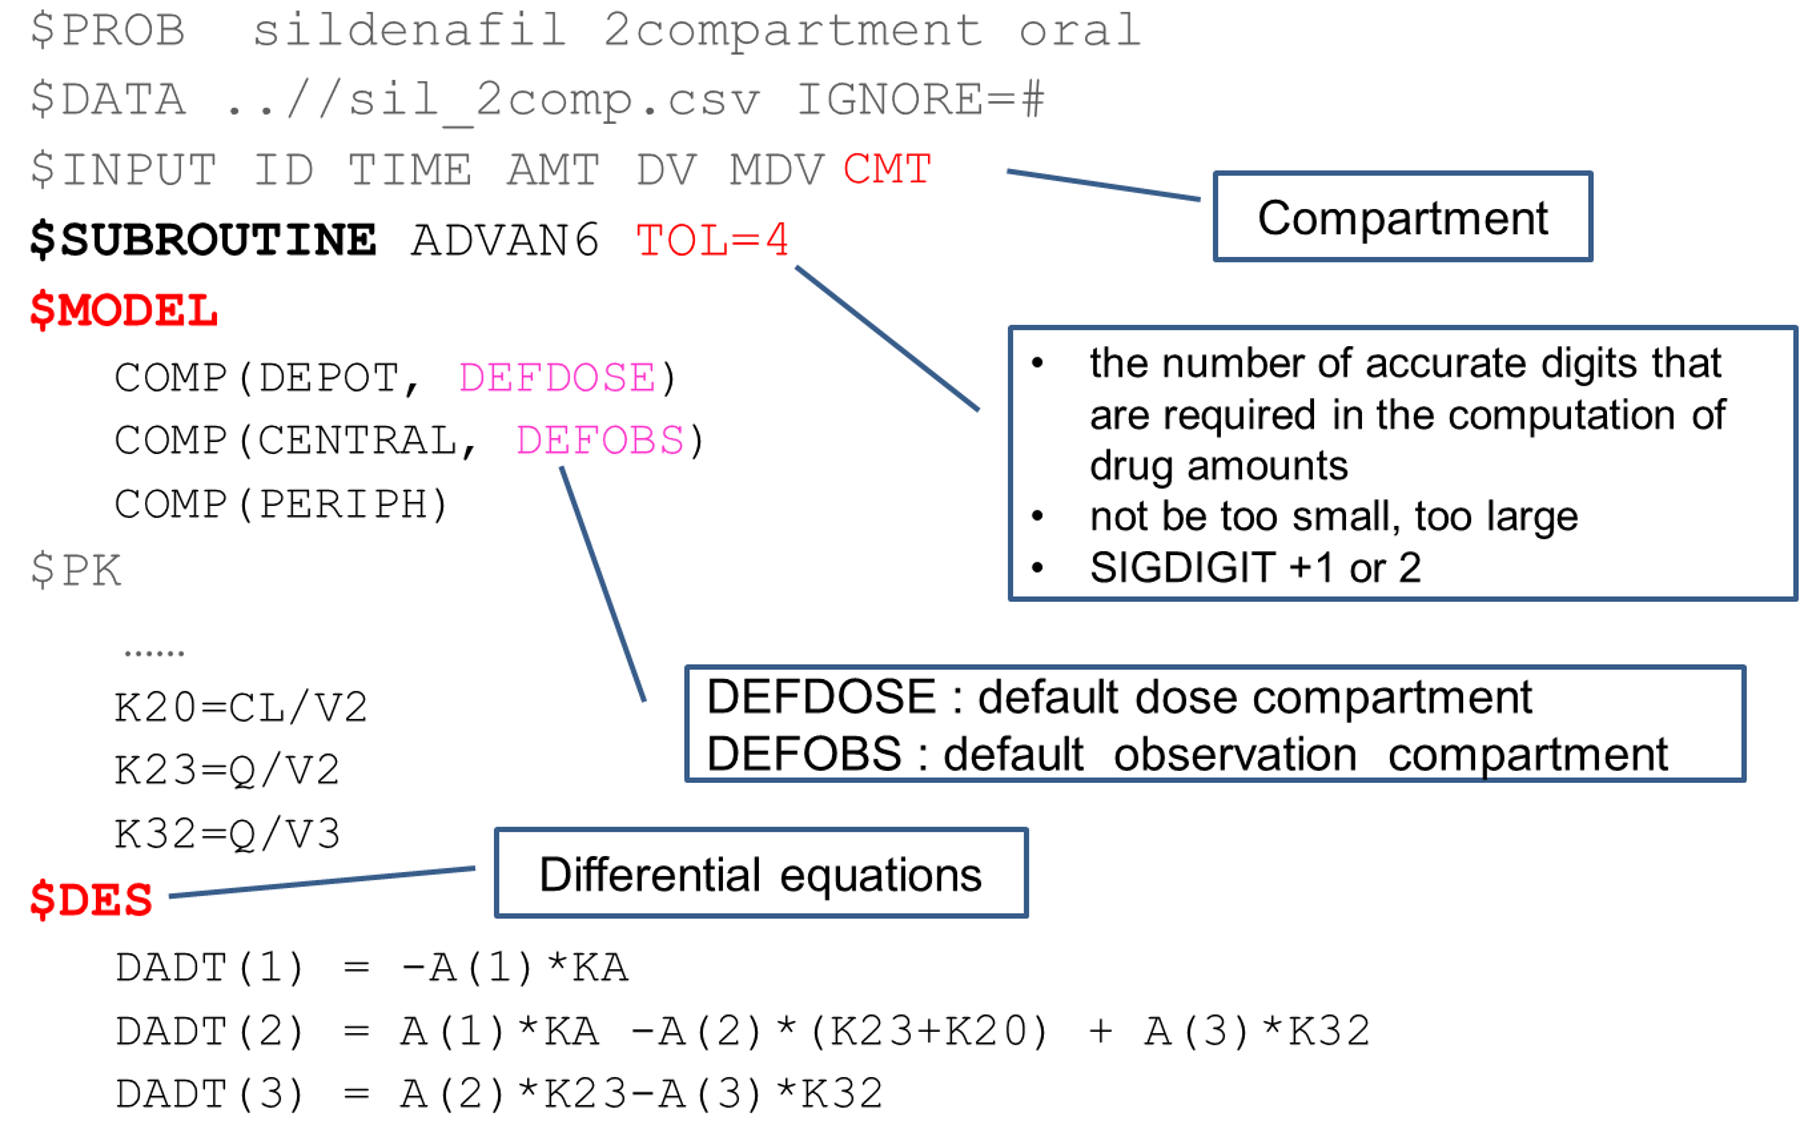 $PROB  sildenafil 2compartment oral
$DATA ..//sil_2comp.csv IGNORE=#
$INPUT ID TIME AMT DV MDV CMT
Compartment
$SUBROUTINE ADVAN6 TOL=4
$MODEL
COMP(DEPOT, DEFDOSE)
COMP(CENTRAL, DEFOBS)
COMP(PERIPH)
• the number of accurate digits that
are required in the computation of
drug amounts
• not be too small, too large
• SIGDIGIT +1 or 2
$PK
......
K20=CL/V2
K23=Q/V2
K32=Q/V3
DEFDOSE : default dose compartment
DEFOBS : default observation compartment
$DES
Differential equations
DADT(1) = -A(1)*KA
DADT(2) = A(1)*KA -A(2)*(K23+K20) + A(3)*K32
DADT(3) = A(2)*K23-A(3)*K32